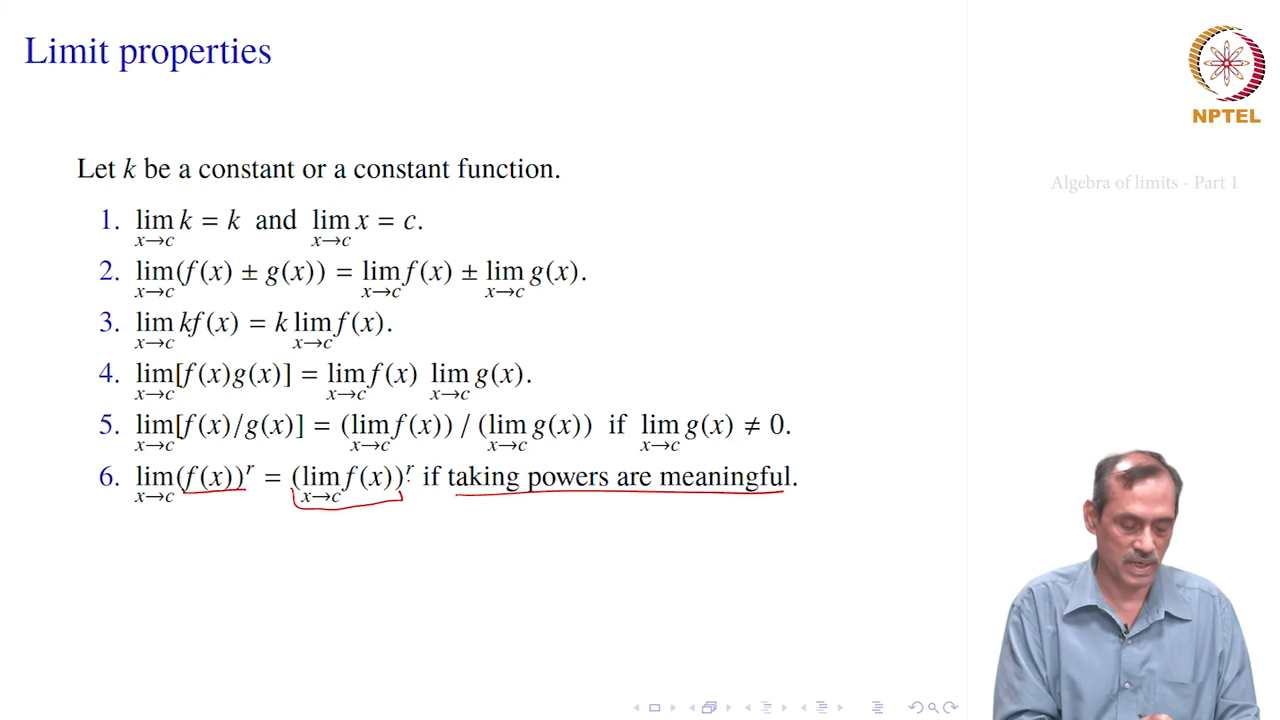 Limit properties
NPTEL
Algebra of limits - Part 1
Let k be a constant or a constant function.
1. lim_{x→c} k = k and lim_{x→c} x = c.
2. lim_{x→c} (f(x) ± g(x)) = lim_{x→c} f(x) ± lim_{x→c} g(x).
3. lim_{x→c} kf(x) = k lim_{x→c} f(x).
4. lim_{x→c} [f(x)g(x)] = lim_{x→c} f(x) lim_{x→c} g(x).
5. lim_{x→c} [f(x)/g(x)] = (lim_{x→c} f(x)) / (lim_{x→c} g(x)) if lim_{x→c} g(x) ≠ 0.
6. lim_{x→c} (f(x))^r = (lim_{x→c} f(x))^r if taking powers are meaningful.